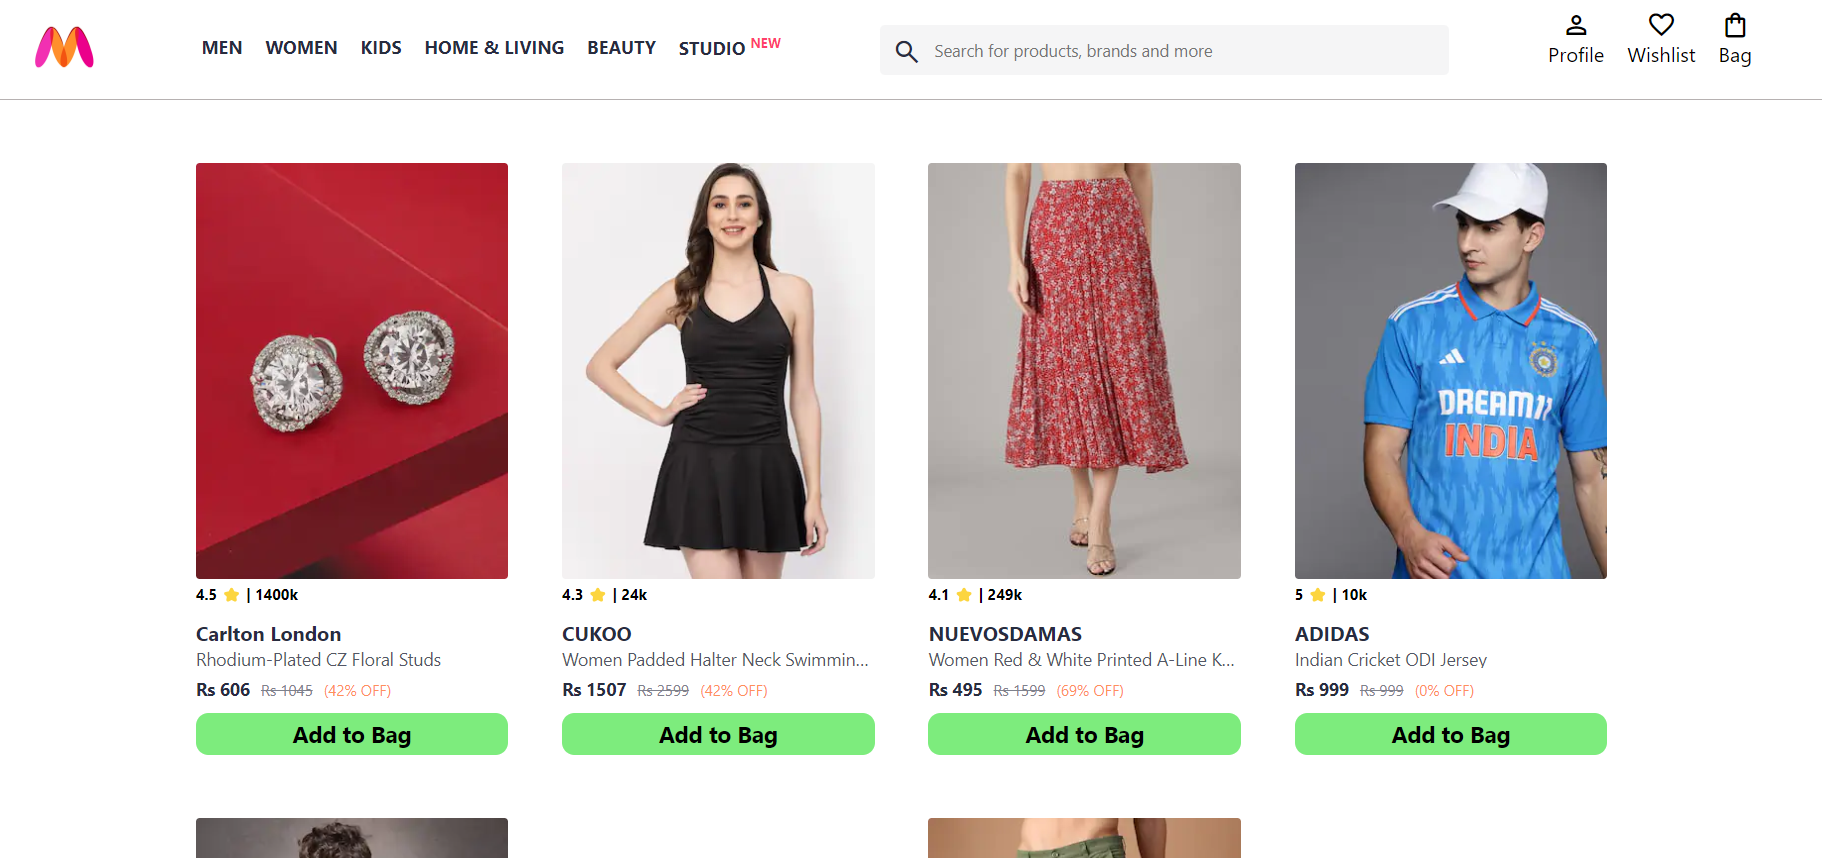 MEN WOMEN KIDS HOME & LIVING BEAUTY STUDIO NEW
Search for products, brands and more
Profile Wishlist Bag
DREAM11
INDIA
4.5 | 1400k
Carlton London
Rhodium-Plated CZ Floral Studs
Rs 606 Rs 1045 (42% OFF)
Add to Bag
4.3 | 24k
CUKOO
Women Padded Halter Neck Swimmin...
Rs 1507 Rs 2599 (42% OFF)
Add to Bag
4.1 | 249k
NUEVOSDAMAS
Women Red & White Printed A-Line K...
Rs 495 Rs 1599 (69% OFF)
Add to Bag
5 | 10k
ADIDAS
Indian Cricket ODI Jersey
Rs 999 Rs 999 (0% OFF)
Add to Bag